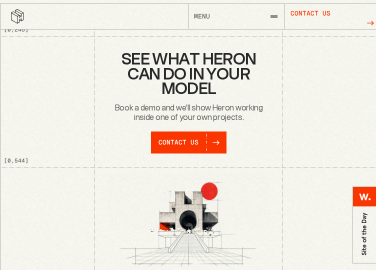 MENU
CONTACT US
[0,243]
SEE WHAT HERON
CAN DO IN YOUR
MODEL
Book a demo and we'll show Heron working
inside one of your own projects.
CONTACT US
[0,544]
W.
Site of the Day